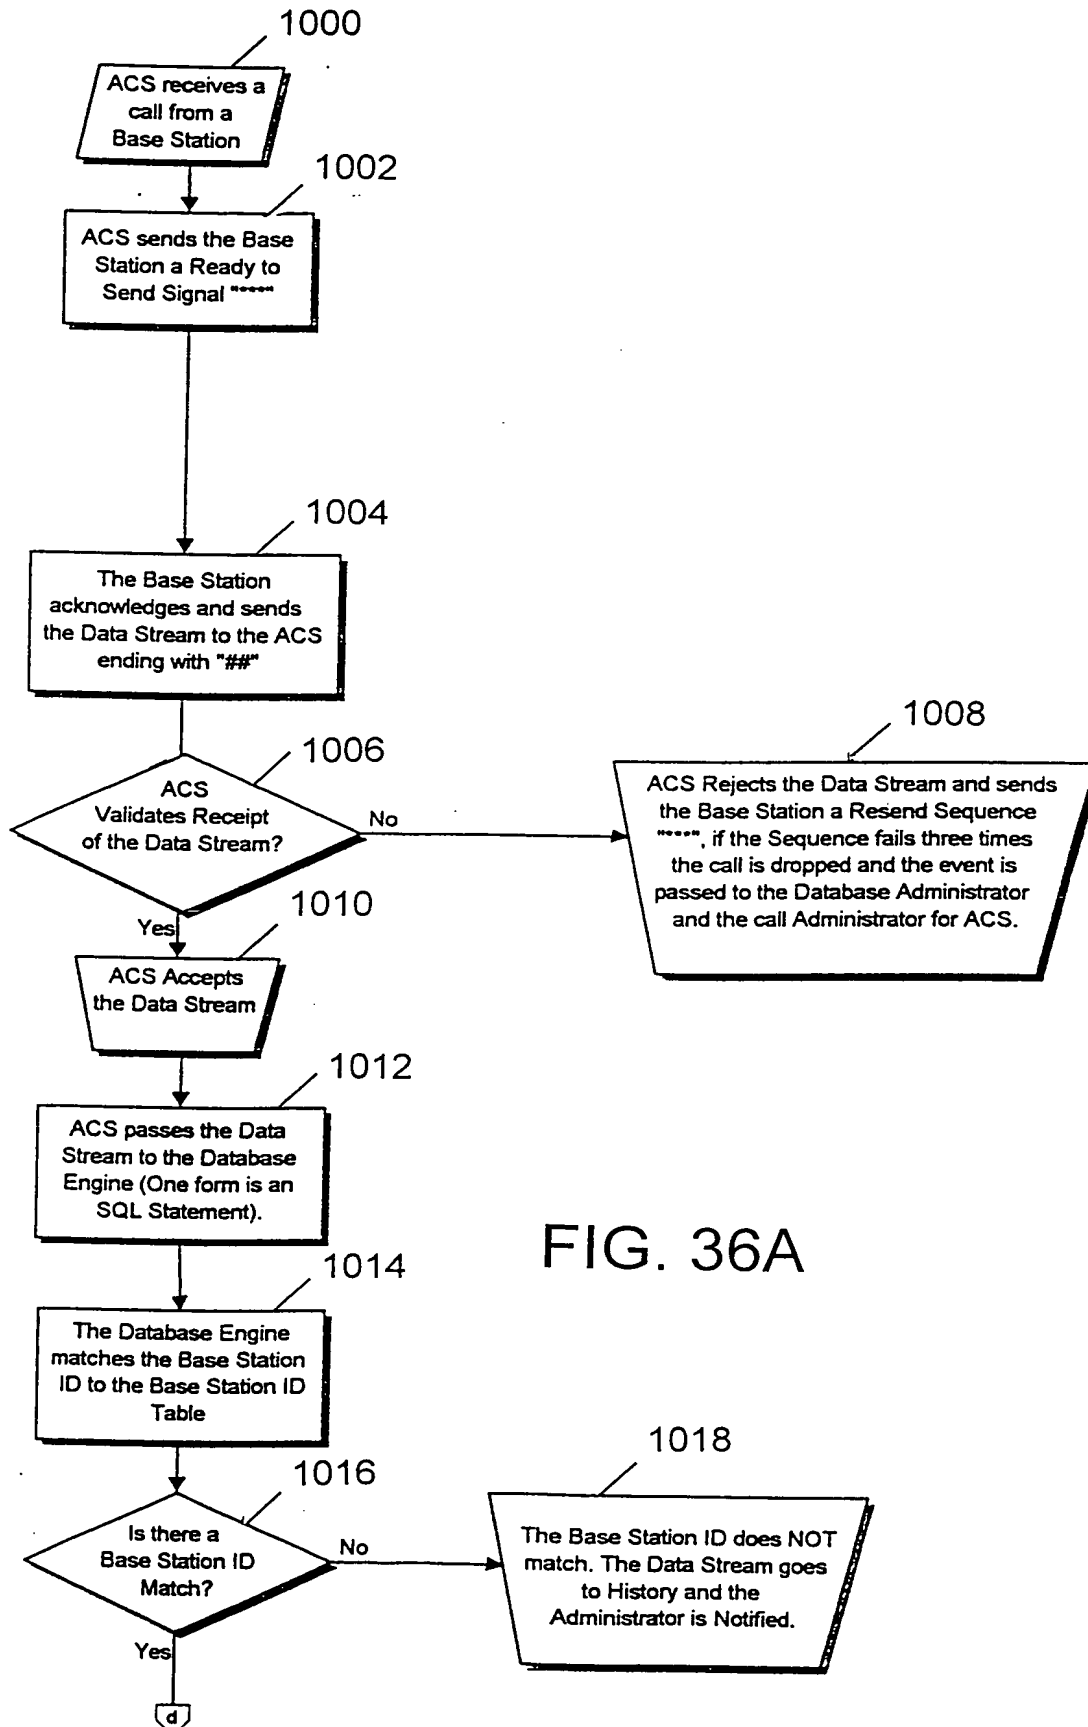 1000
ACS receives a
call from a
Base Station
1002
ACS sends the Base
Station a Ready to
Send Signal "****"
1004
The Base Station
acknowledges and sends
the Data Stream to the ACS
ending with "##"
1006
ACS
Validates Receipt
of the Data Stream?
No
1008
ACS Rejects the Data Stream and sends
the Base Station a Resend Sequence
"****", if the Sequence fails three times
the call is dropped and the event is
passed to the Database Administrator
and the call Administrator for ACS.
Yes
1010
ACS Accepts
the Data Stream
1012
ACS passes the Data
Stream to the Database
Engine (One form is an
SQL Statement).
FIG. 36A
1014
The Database Engine
matches the Base Station
ID to the Base Station ID
Table
1016
Is there a
Base Station ID
Match?
No
1018
The Base Station ID does NOT
match. The Data Stream goes
to History and the
Administrator is Notified.
Yes
d